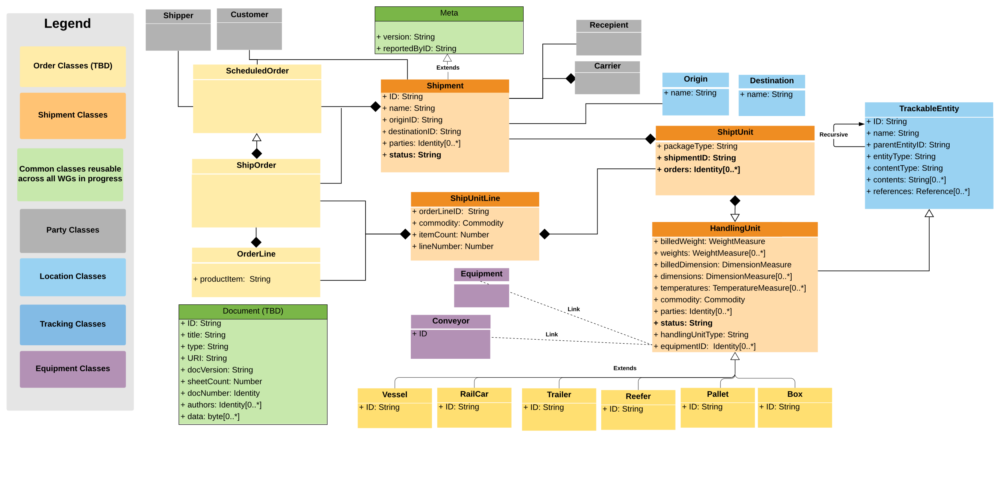 Legend
Order Classes (TBD)
Shipment Classes
Common classes reusable
across all WGs in progress
Party Classes
Location Classes
Tracking Classes
Equipment Classes
Shipper
Customer
Meta
+ version: String
+ reportedByID: String
Extends
Recepient
Carrier
ScheduledOrder
Shipment
+ ID: String
+ name: String
+ originID: String
+ destinationID: String
+ parties: Identity[0..*]
+ status: String
Origin
+ name: String
Destination
+ name: String
TrackableEntity
+ ID: String
+ name: String
+ parentEntityID: String
+ entityType: String
+ contentType: String
+ contents: String[0..*]
+ references: Reference[0..*]
Recursive
ShiptUnit
+ packageType: String
+ shipmentID: String
+ orders: Identity[0..*]
ShipOrder
ShipUnitLine
+ orderLineID:  String
+ commodity: Commodity
+ itemCount: Number
+ lineNumber: Number
HandlingUnit
+ billedWeight: WeightMeasure
+ weights: WeightMeasure[0..*]
+ billedDimension: DimensionMeasure
+ dimensions: DimensionMeasure[0..*]
+ temperatures: TemperatureMeasure[0..*]
+ commodity: Commodity
+ parties: Identity[0..*]
+ status: String
+ handlingUnitType: String
+ equipmentID:  Identity[0..*]
OrderLine
+ productItem:  String
Equipment
Link
Conveyor
+ ID
Link
Document (TBD)
+ ID: String
+ title: String
+ type: String
+ URI: String
+ docVersion: String
+ sheetCount: Number
+ docNumber: Identity
+ authors: Identity[0..*]
+ data: byte[0..*]
Extends
Vessel
+ ID: String
RailCar
+ ID: String
Trailer
+ ID: String
Reefer
+ ID: String
Pallet
+ ID: String
Box
+ ID: String